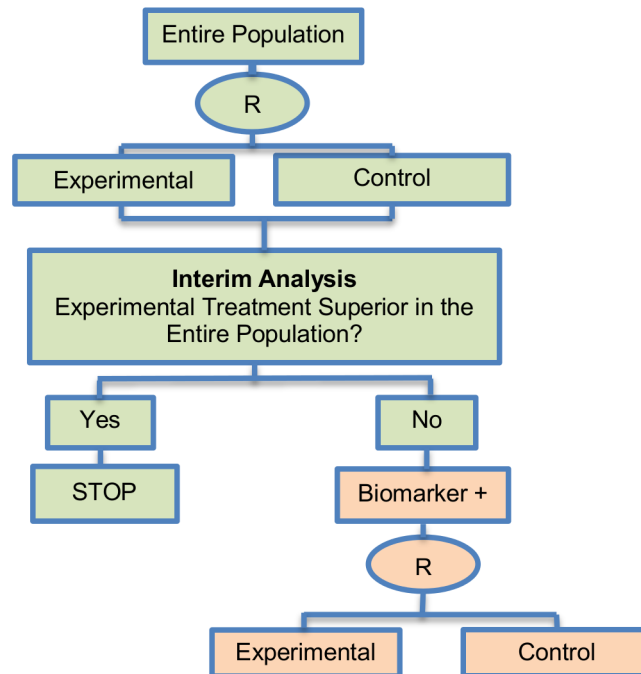 Entire Population
R
Experimental
Control
Interim Analysis
Experimental Treatment Superior in the
Entire Population?
Yes
No
STOP
Biomarker +
R
Experimental
Control